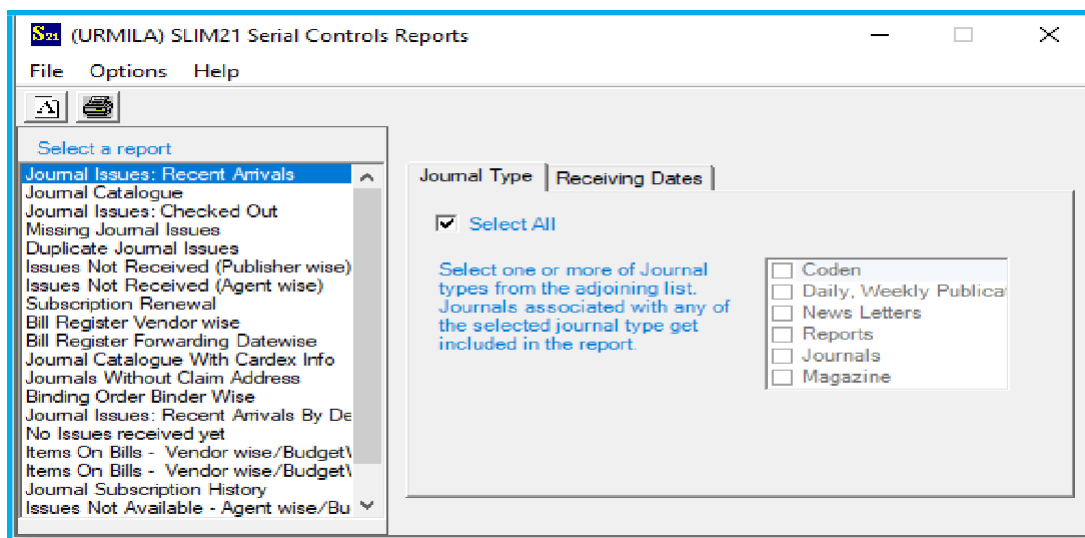 S21 (URMILA) SLIM21 Serial Controls Reports
File Options Help
A
Select a report
Journal Issues: Recent Arrivals
Journal Catalogue
Journal Issues: Checked Out
Missing Journal Issues
Duplicate Journal Issues
Issues Not Received (Publisher wise)
Issues Not Received (Agent wise)
Subscription Renewal
Bill Register Vendor wise
Bill Register Forwarding Datewise
Journal Catalogue With Cardex Info
Journals Without Claim Address
Binding Order Binder Wise
Journal Issues: Recent Arrivals By De
No Issues received yet
Items On Bills - Vendor wise/Budget\
Items On Bills - Vendor wise/Budget\
Journal Subscription History
Issues Not Available - Agent wise/Bu
Journal Type Receiving Dates
Select All
Select one or more of Journal
types from the adjoining list.
Journals associated with any of
the selected journal type get
included in the report.
Coden
Daily, Weekly Publicat
News Letters
Reports
Journals
Magazine